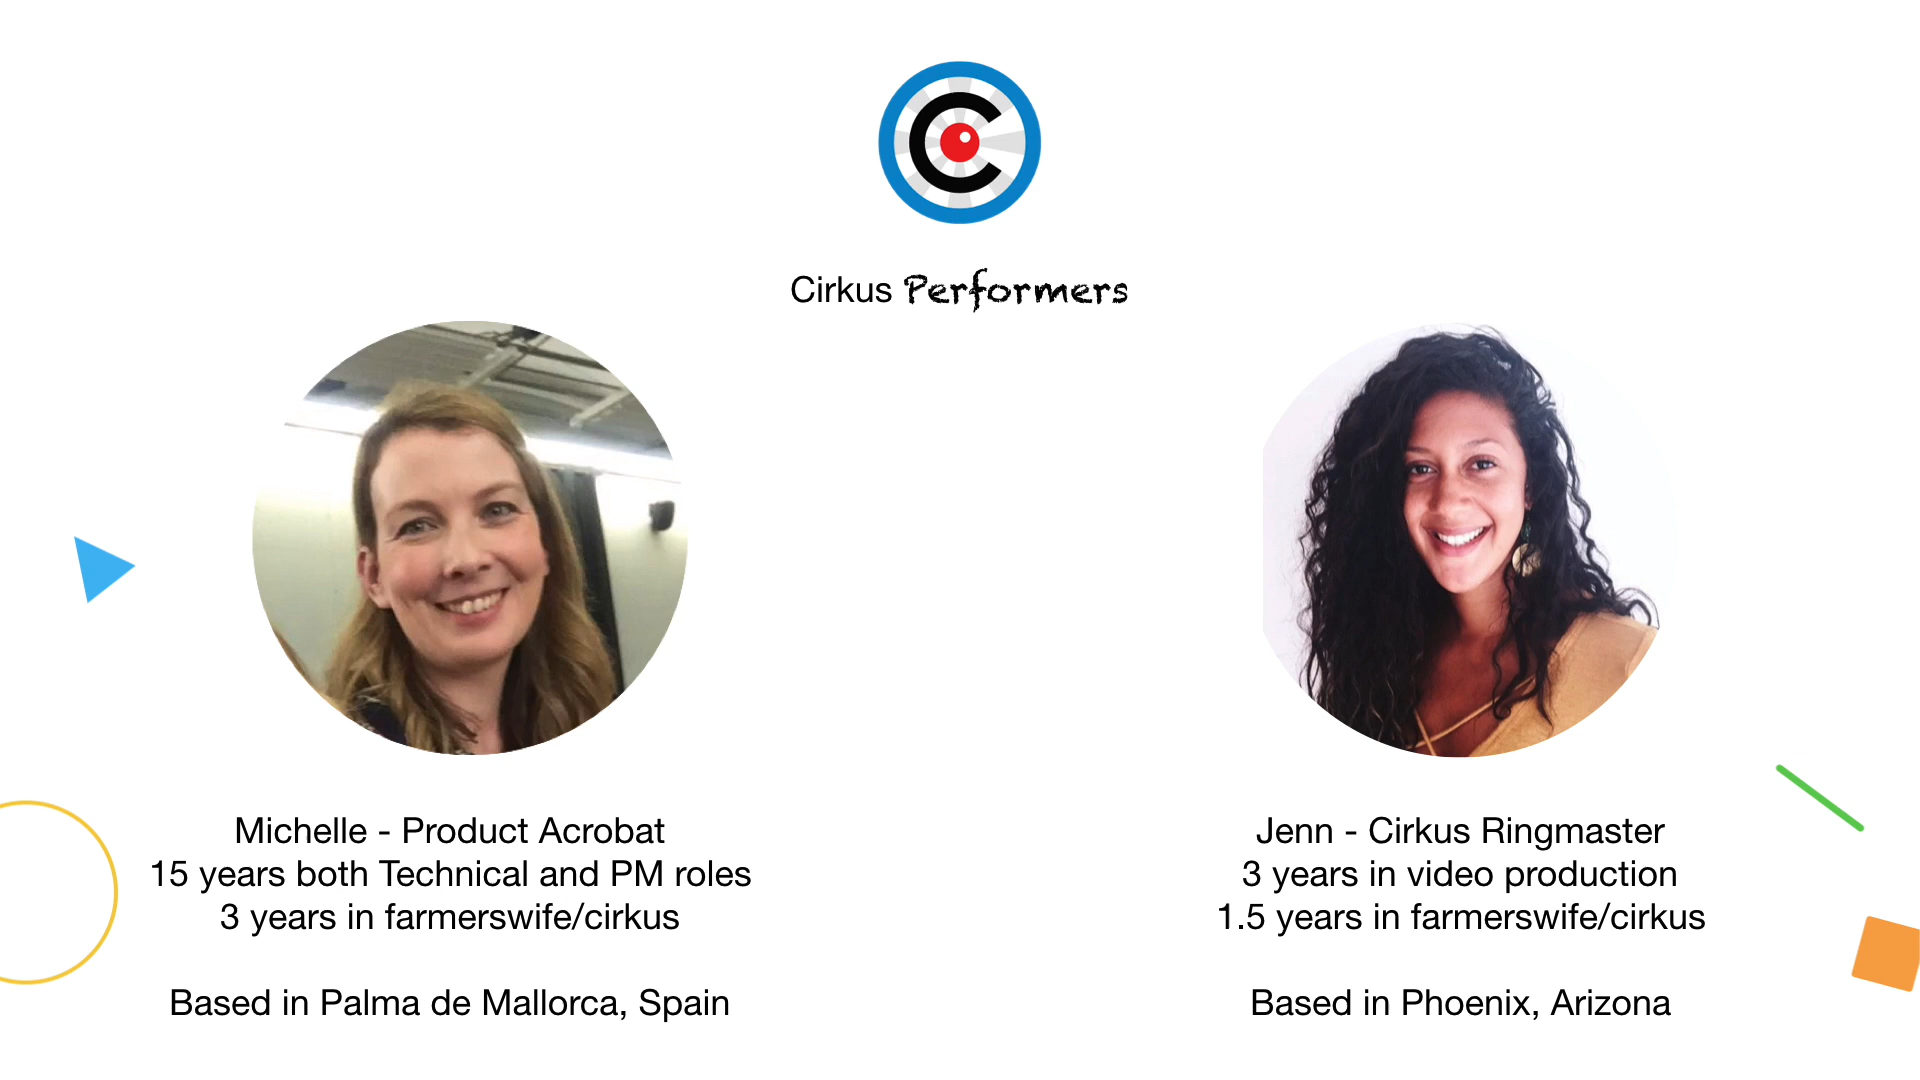 Cirkus Performers
Michelle - Product Acrobat
15 years both Technical and PM roles
3 years in farmerswife/cirkus
Based in Palma de Mallorca, Spain
Jenn - Cirkus Ringmaster
3 years in video production
1.5 years in farmerswife/cirkus
Based in Phoenix, Arizona